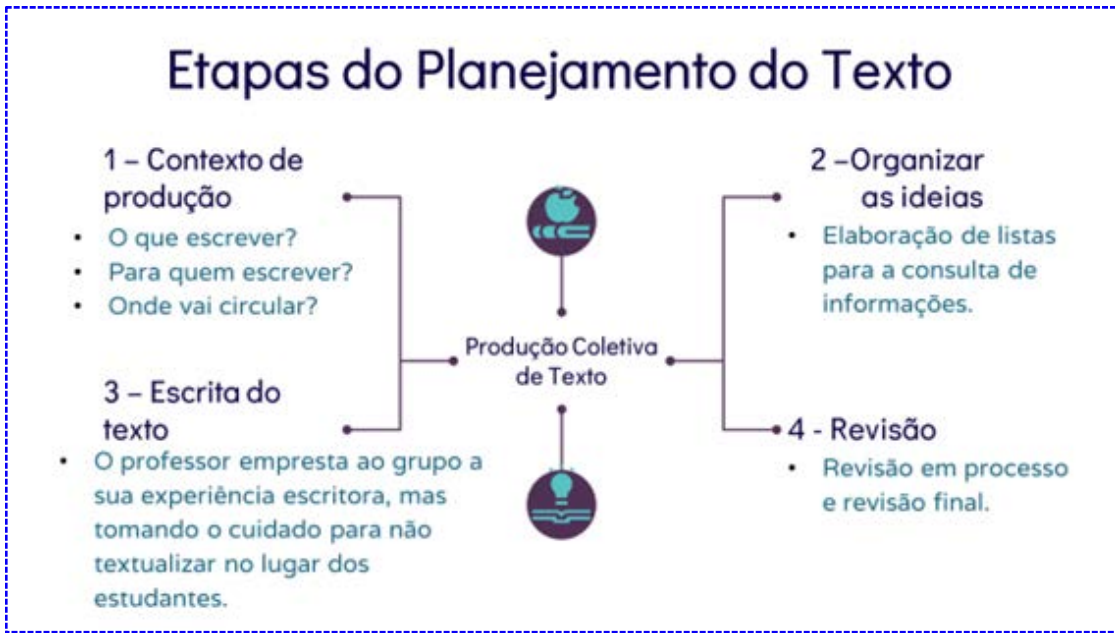 Etapas do Planejamento do Texto
1 – Contexto de
produção
• O que escrever?
• Para quem escrever?
• Onde vai circular?
2 –Organizar
as ideias
• Elaboração de listas
para a consulta de
informações.
Produção Coletiva
de Texto
3 – Escrita do
texto
• O professor empresta ao grupo a
sua experiência escritora, mas
tomando o cuidado para não
textualizar no lugar dos
estudantes.
4 - Revisão
• Revisão em processo
e revisão final.